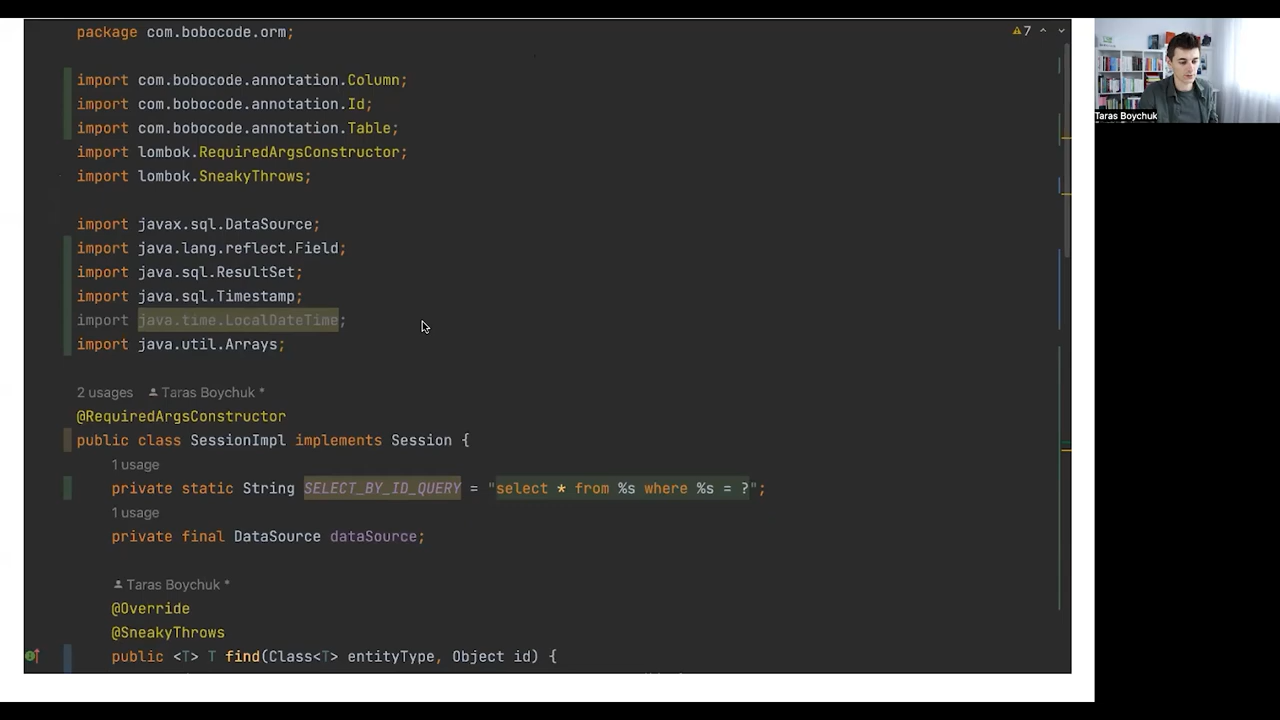 package com.bobocode.orm;
7
import com.bobocode.annotation.Column;
import com.bobocode.annotation.Id;
import com.bobocode.annotation.Table;
import lombok.RequiredArgsConstructor;
import lombok.SneakyThrows;
import javax.sql.DataSource;
import java.lang.reflect.Field;
import java.sql.ResultSet;
import java.sql.Timestamp;
import java.time.LocalDateTime;
import java.util.Arrays;
2 usages Taras Boychuk *
@RequiredArgsConstructor
public class SessionImpl implements Session {
1 usage
private static String SELECT_BY_ID_QUERY = "select * from %s where %s = ?";
1 usage
private final DataSource dataSource;
Taras Boychuk *
@Override
@SneakyThrows
public <T> T find(Class<T> entityType, Object id) {
Taras Boychuk